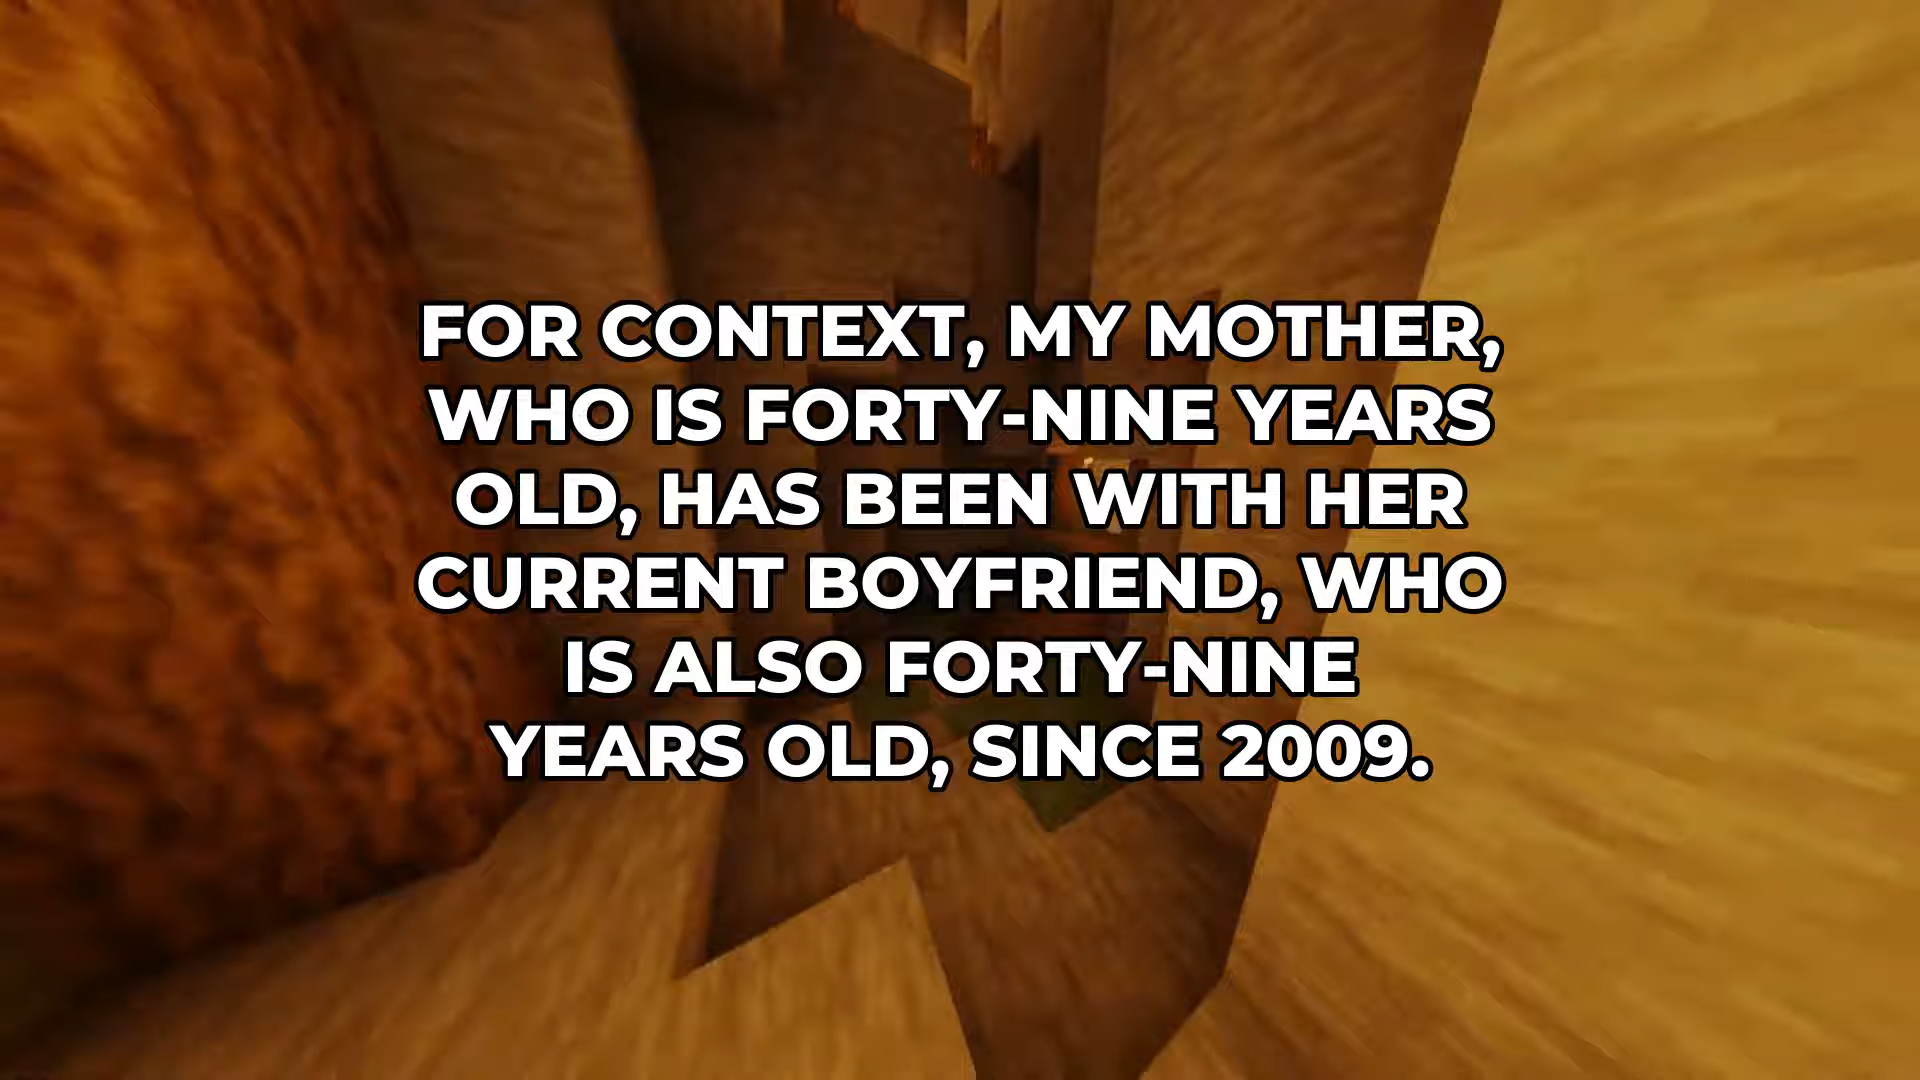 FOR CONTEXT, MY MOTHER,
WHO IS FORTY-NINE YEARS
OLD, HAS BEEN WITH HER
CURRENT BOYFRIEND, WHO
IS ALSO FORTY-NINE
YEARS OLD, SINCE 2009.